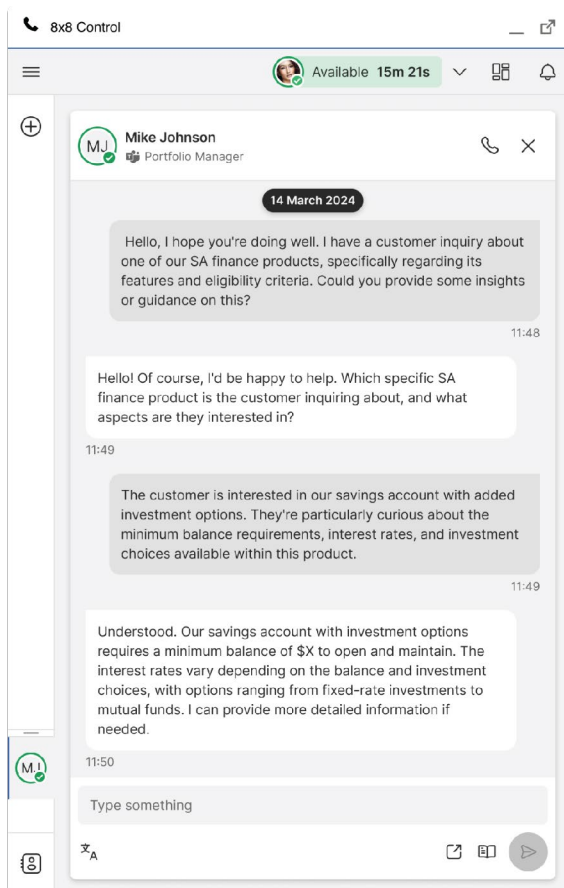 8x8 Control
Available 15m 21s
MJ
Mike Johnson
Portfolio Manager
14 March 2024
Hello, I hope you're doing well. I have a customer inquiry about
one of our SA finance products, specifically regarding its
features and eligibility criteria. Could you provide some insights
or guidance on this?
11:48
Hello! Of course, I'd be happy to help. Which specific SA
finance product is the customer inquiring about, and what
aspects are they interested in?
11:49
The customer is interested in our savings account with added
investment options. They're particularly curious about the
minimum balance requirements, interest rates, and investment
choices available within this product.
11:49
Understood. Our savings account with investment options
requires a minimum balance of $X to open and maintain. The
interest rates vary depending on the balance and investment
choices, with options ranging from fixed-rate investments to
mutual funds. I can provide more detailed information if
needed.
11:50
MJ
Type something
文A